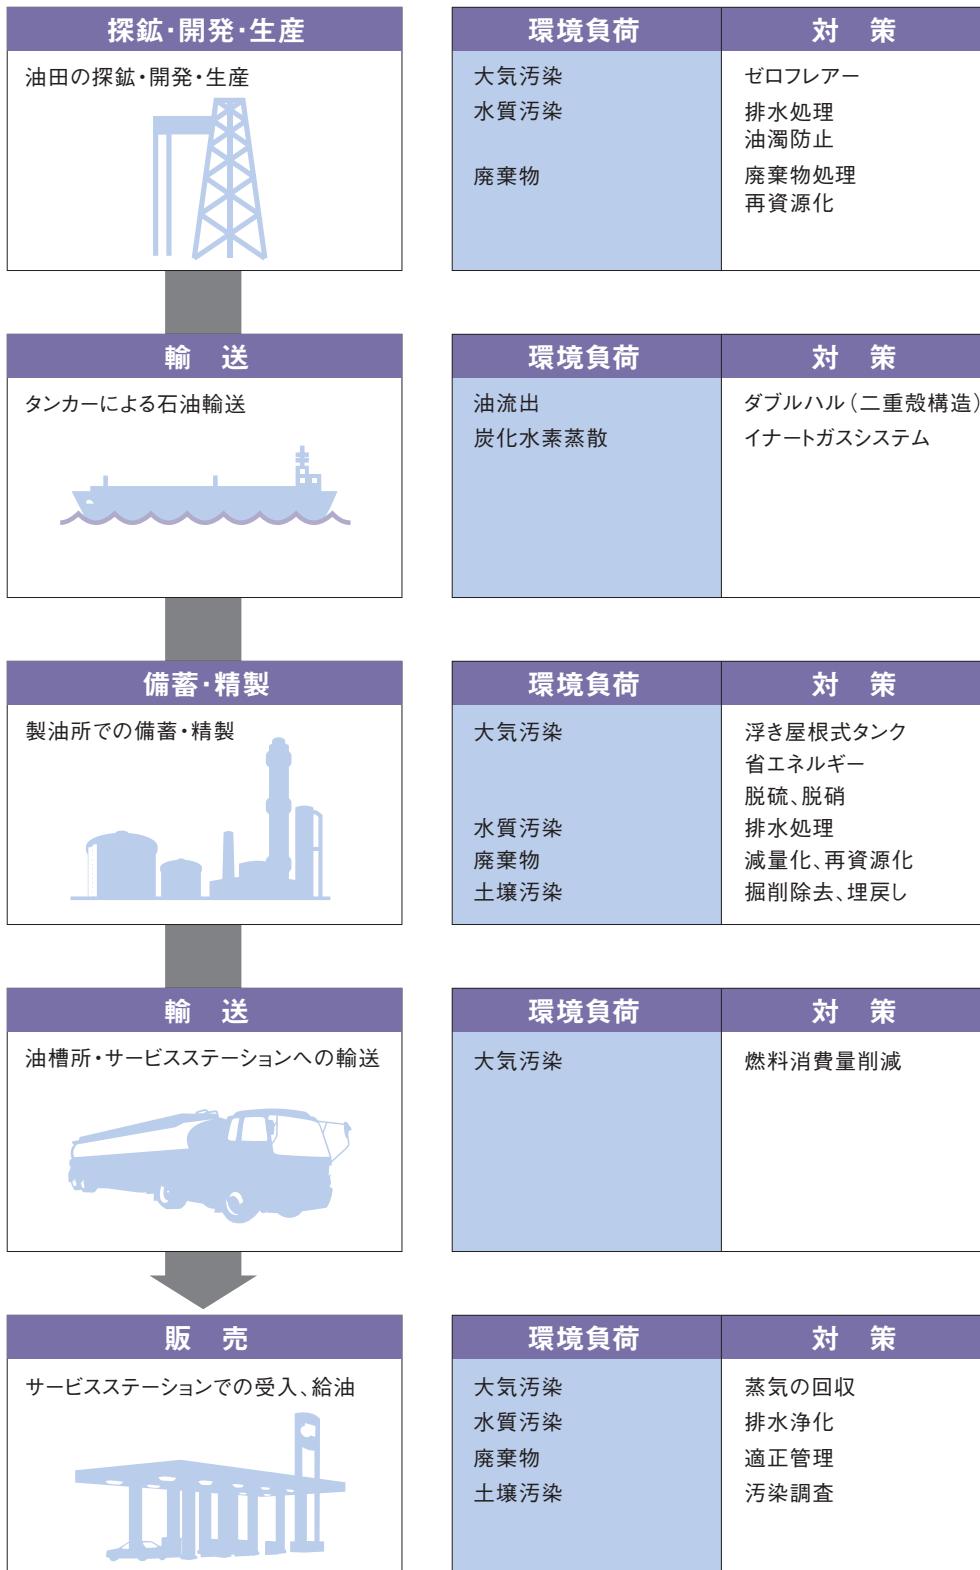 探鉱・開発・生産
油田の探鉱・開発・生産
環境負荷 対 策
大気汚染 ゼロフレアー
水質汚染 排水処理
油濁防止
廃棄物 廃棄物処理
再資源化
輸 送
タンカーによる石油輸送
環境負荷 対 策
油流出 ダブルハル(二重殻構造)
炭化水素蒸散 イナートガスシステム
備蓄・精製
製油所での備蓄・精製
環境負荷 対 策
大気汚染 浮き屋根式タンク
省エネルギー
脱硫、脱硝
水質汚染 排水処理
廃棄物 減量化、再資源化
土壌汚染 掘削除去、埋戻し
輸 送
油槽所・サービスステーションへの輸送
環境負荷 対 策
大気汚染 燃料消費量削減
販 売
サービスステーションでの受入、給油
環境負荷 対 策
大気汚染 蒸気の回収
水質汚染 排水浄化
廃棄物 適正管理
土壌汚染 汚染調査